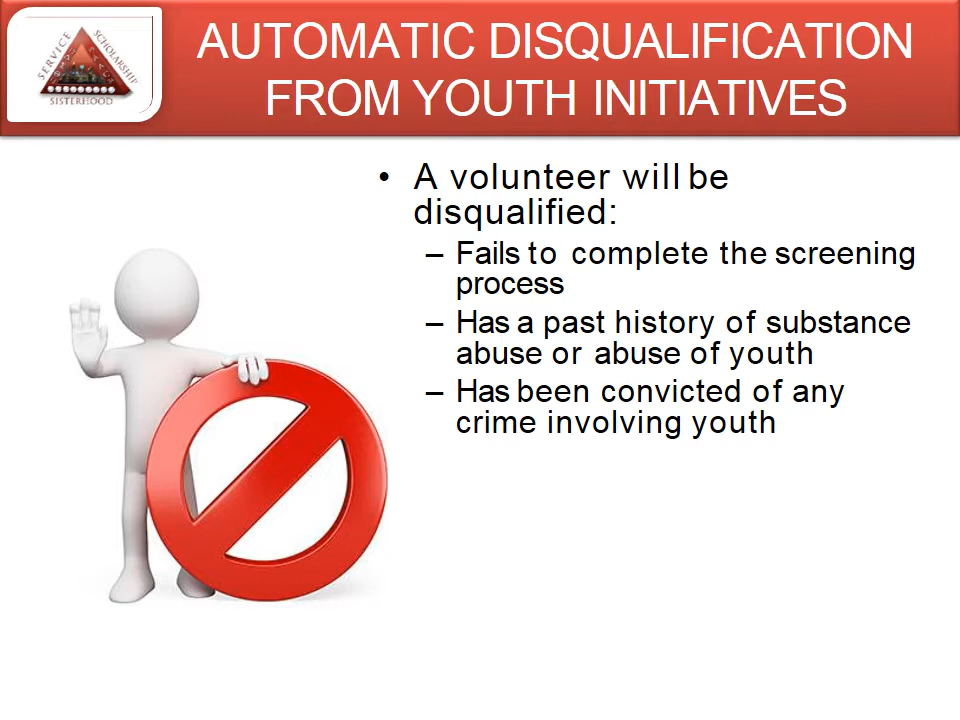 SERVICE
SCHOLARSHIP
SISTERHOOD
AUTOMATIC DISQUALIFICATION
FROM YOUTH INITIATIVES
• A volunteer will be
disqualified:
– Fails to complete the screening
process
– Has a past history of substance
abuse or abuse of youth
– Has been convicted of any
crime involving youth